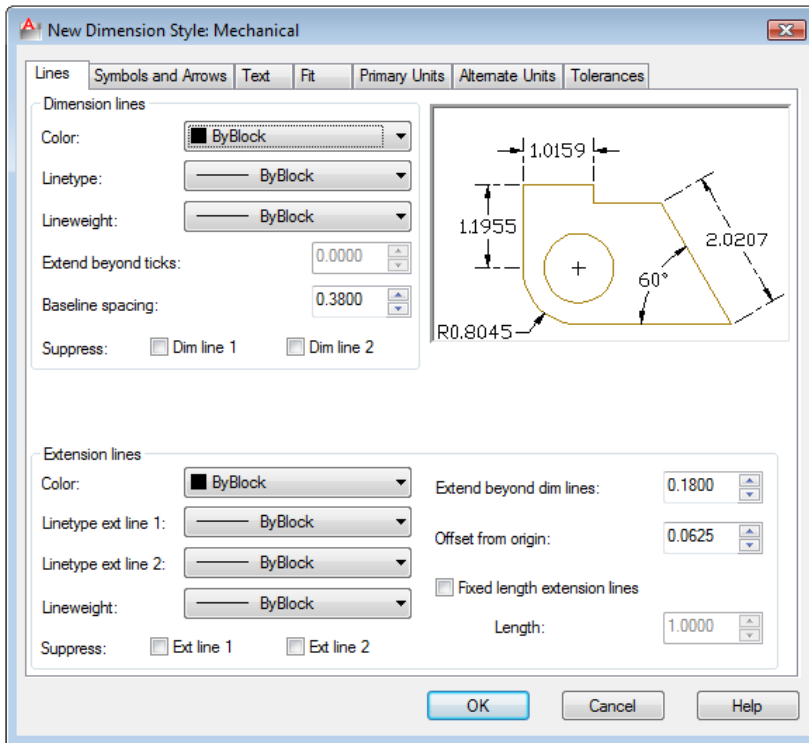 New Dimension Style: Mechanical
Lines Symbols and Arrows Text Fit Primary Units Alternate Units Tolerances
Dimension lines
Color: ByBlock
Linetype: ByBlock
Lineweight: ByBlock
Extend beyond ticks: 0.0000
Baseline spacing: 0.3800
Suppress: Dim line 1 Dim line 2
1.0159
1.1955
2.0207
60°
R0.8045
Extension lines
Color: ByBlock
Linetype ext line 1: ByBlock
Linetype ext line 2: ByBlock
Lineweight: ByBlock
Suppress: Ext line 1 Ext line 2
Extend beyond dim lines: 0.1800
Offset from origin: 0.0625
Fixed length extension lines
Length: 1.0000
OK Cancel Help